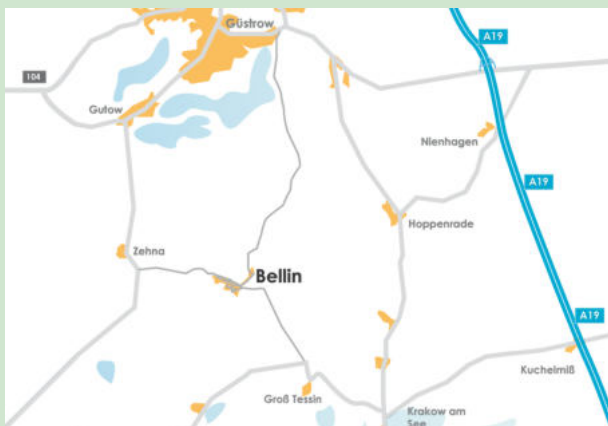 Güstrow
A19
104
Gutow
Nienhagen
A19
Hoppenrade
Zehna
Bellin
A19
Kuchelmiß
Groß Tessin
Krakow am
See